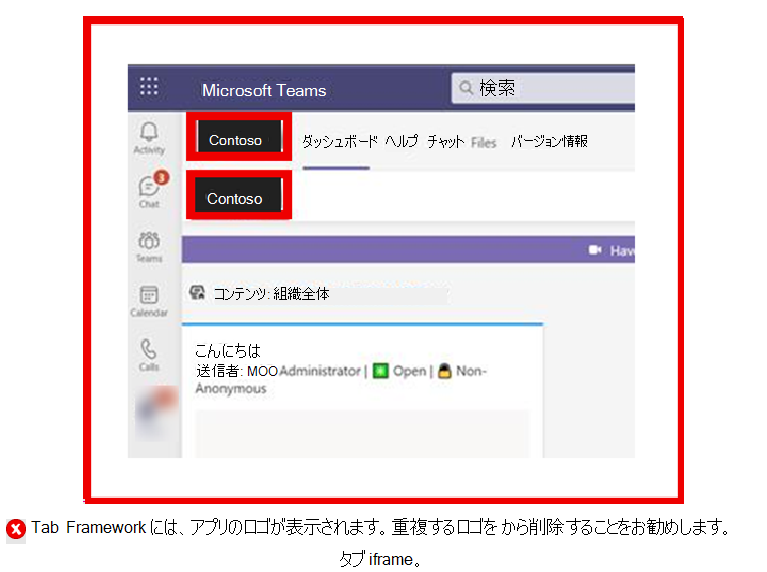 Microsoft Teams
検索
Activity
Contoso
ダッシュボード ヘルプ チャット Files バージョン情報
3
Chat
Contoso
Teams
Have
Calendar
コンテンツ: 組織全体
Calls
こんにちは
送信者: MOO Administrator | Open | Non-
Anonymous
Tab Framework には、アプリのロゴが表示されます。重複するロゴを から削除することをお勧めします。
タブ iframe。